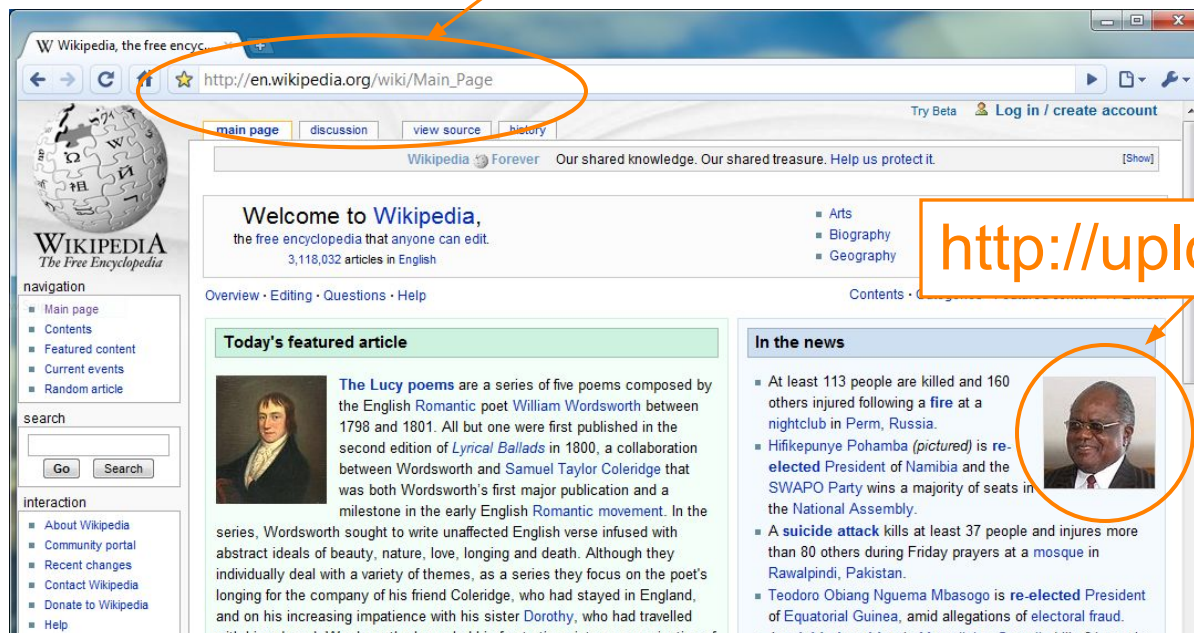 Wikipedia, the free encyc...
http://en.wikipedia.org/wiki/Main_Page
Try Beta Log in / create account
main page discussion view source history
Wikipedia Forever Our shared knowledge. Our shared treasure. Help us protect it. [Show]
WIKIPEDIA
The Free Encyclopedia
navigation
Main page
Contents
Featured content
Current events
Random article
search
Go Search
interaction
About Wikipedia
Community portal
Recent changes
Contact Wikipedia
Donate to Wikipedia
Help
Welcome to Wikipedia,
the free encyclopedia that anyone can edit.
3,118,032 articles in English
Arts
Biography
Geography
http://uplo
Overview · Editing · Questions · Help
Contents ·
Today's featured article
The Lucy poems are a series of five poems composed by
the English Romantic poet William Wordsworth between
1798 and 1801. All but one were first published in the
second edition of Lyrical Ballads in 1800, a collaboration
between Wordsworth and Samuel Taylor Coleridge that
was both Wordsworth's first major publication and a
milestone in the early English Romantic movement. In the
series, Wordsworth sought to write unaffected English verse infused with
abstract ideals of beauty, nature, love, longing and death. Although they
individually deal with a variety of themes, as a series they focus on the poet's
longing for the company of his friend Coleridge, who had stayed in England,
and on his increasing impatience with his sister Dorothy, who had travelled
In the news
At least 113 people are killed and 160
others injured following a fire at a
nightclub in Perm, Russia.
Hifikepunye Pohamba (pictured) is re-
elected President of Namibia and the
SWAPO Party wins a majority of seats in
the National Assembly.
A suicide attack kills at least 37 people and injures more
than 80 others during Friday prayers at a mosque in
Rawalpindi, Pakistan.
Teodoro Obiang Nguema Mbasogo is re-elected President
of Equatorial Guinea, amid allegations of electoral fraud.